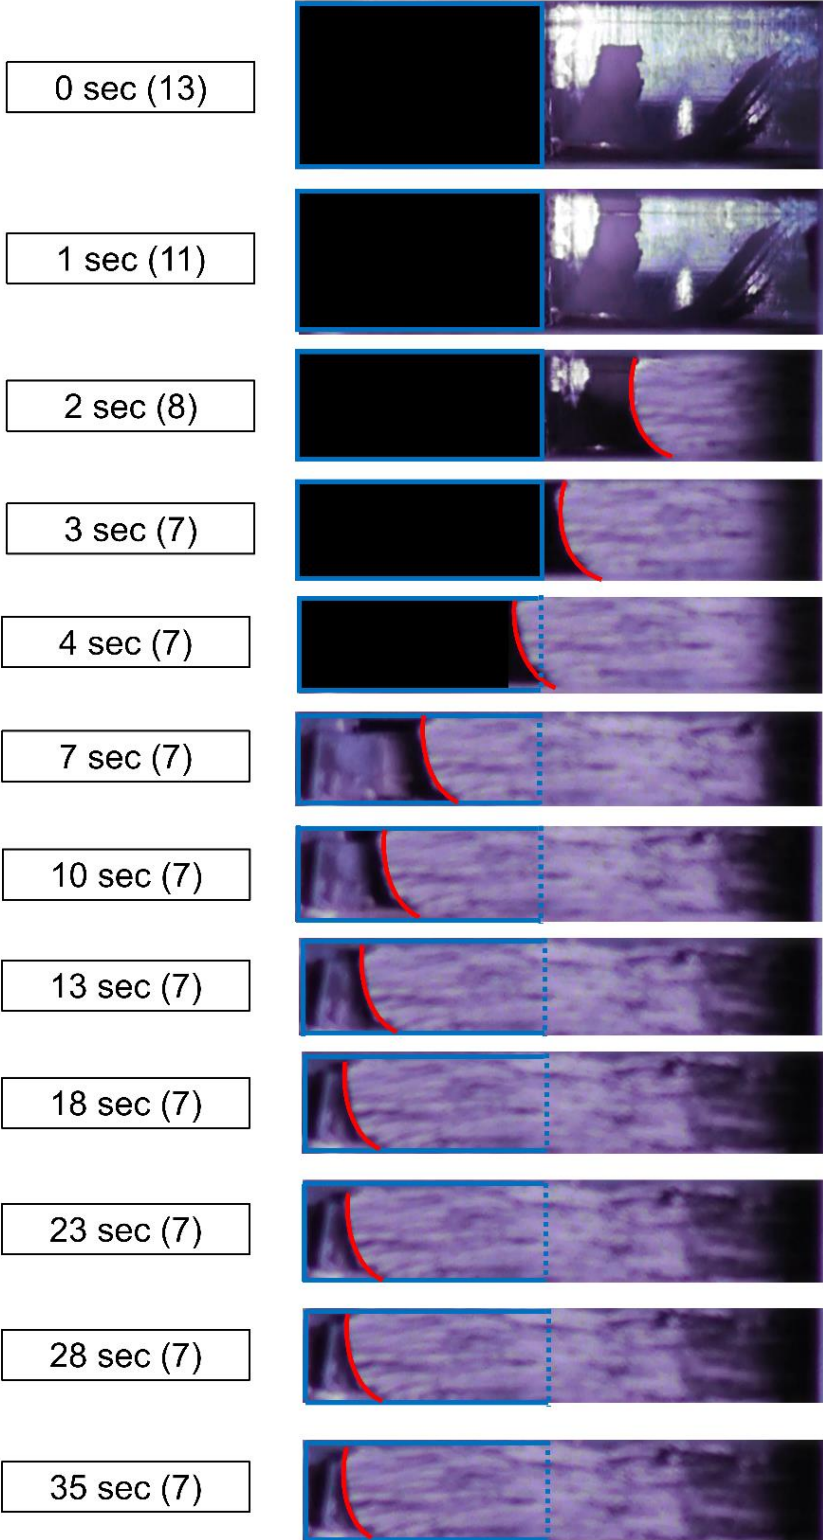 0 sec (13)
1 sec (11)
2 sec (8)
3 sec (7)
4 sec (7)
7 sec (7)
10 sec (7)
13 sec (7)
18 sec (7)
23 sec (7)
28 sec (7)
35 sec (7)